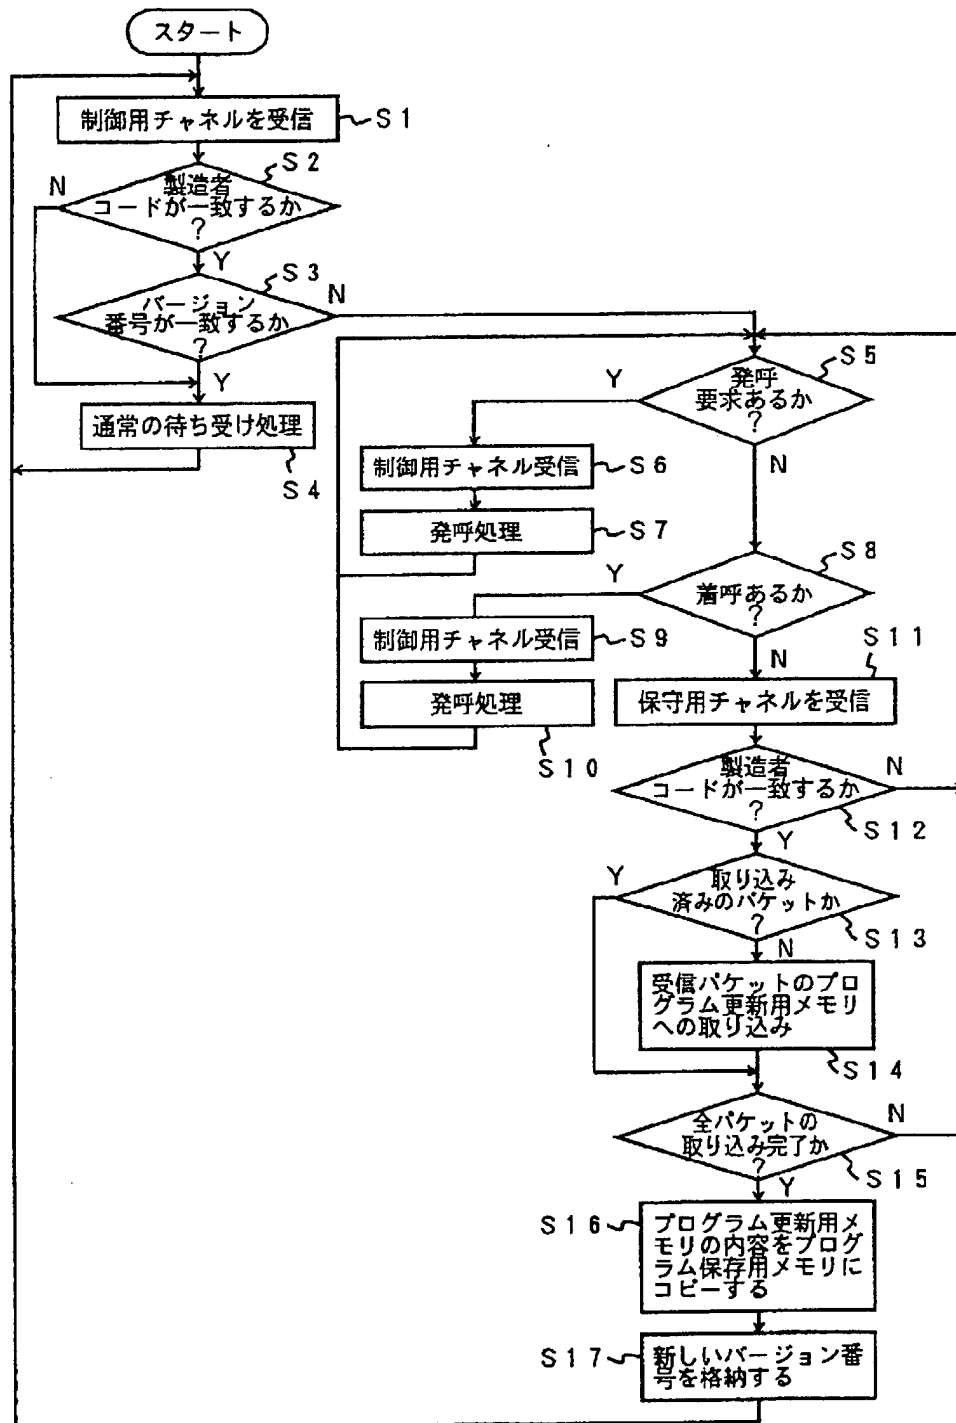 スタート
制御用チャネルを受信
S1
S2
N
製造者
コードが一致するか
?
Y
S3
N
バージョン
番号が一致するか
?
Y
通常の待ち受け処理
S4
S5
Y
発呼
要求あるか
?
N
制御用チャネル受信
S6
発呼処理
S7
S8
Y
着呼あるか
?
N
制御用チャネル受信
S9
発呼処理
S10
S11
保守用チャネルを受信
製造者
コードが一致するか
?
N
S12
Y
Y
取り込み
済みのパケットか
?
S13
N
受信パケットのプロ
グラム更新用メモリ
への取り込み
S14
全パケットの
取り込み完了か
?
N
S15
Y
S16
プログラム更新用メ
モリの内容をプログ
ラム保存用メモリに
コピーする
S17
新しいバージョン番
号を格納する